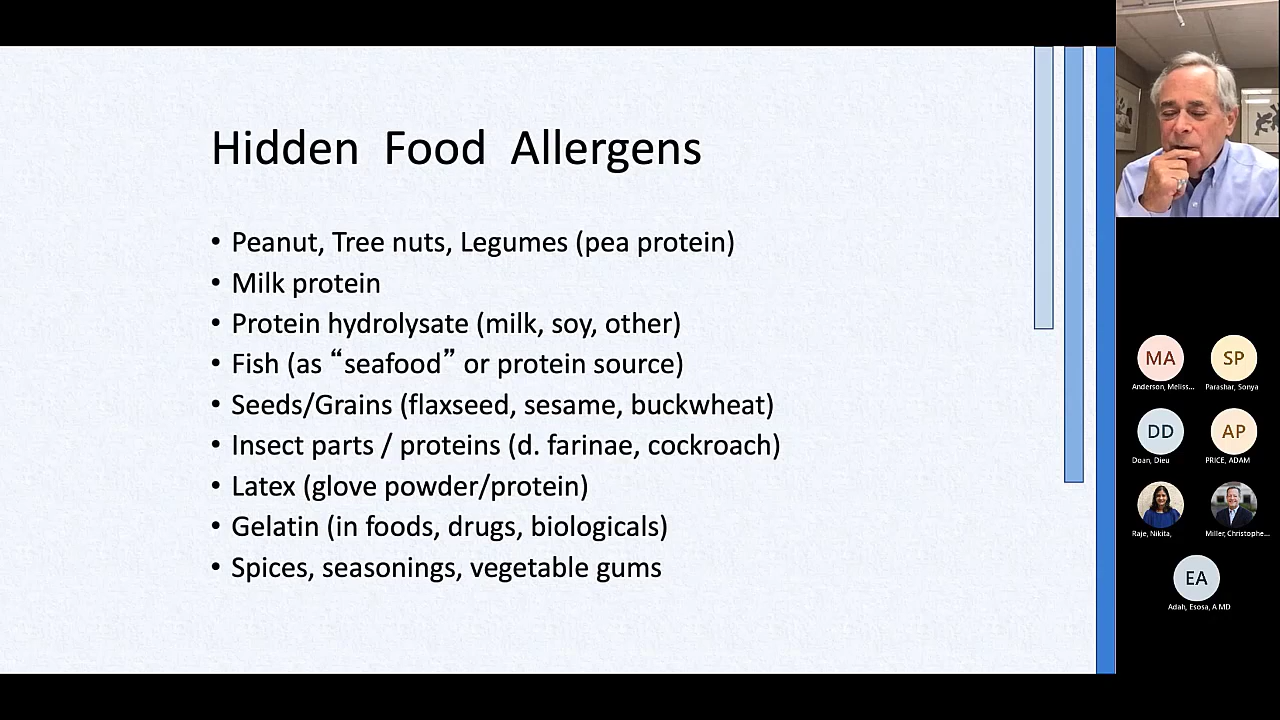 Hidden Food Allergens
• Peanut, Tree nuts, Legumes (pea protein)
• Milk protein
• Protein hydrolysate (milk, soy, other)
• Fish (as “seafood” or protein source)
• Seeds/Grains (flaxseed, sesame, buckwheat)
• Insect parts / proteins (d. farinae, cockroach)
• Latex (glove powder/protein)
• Gelatin (in foods, drugs, biologicals)
• Spices, seasonings, vegetable gums
MA
SP
Anderson, Meliss...
Parashar, Sonya
DD
AP
Doan, Dieu
PRICE, ADAM
Raje, Nikita,
Miller, Christophe...
EA
Adah, Esosa, A MD